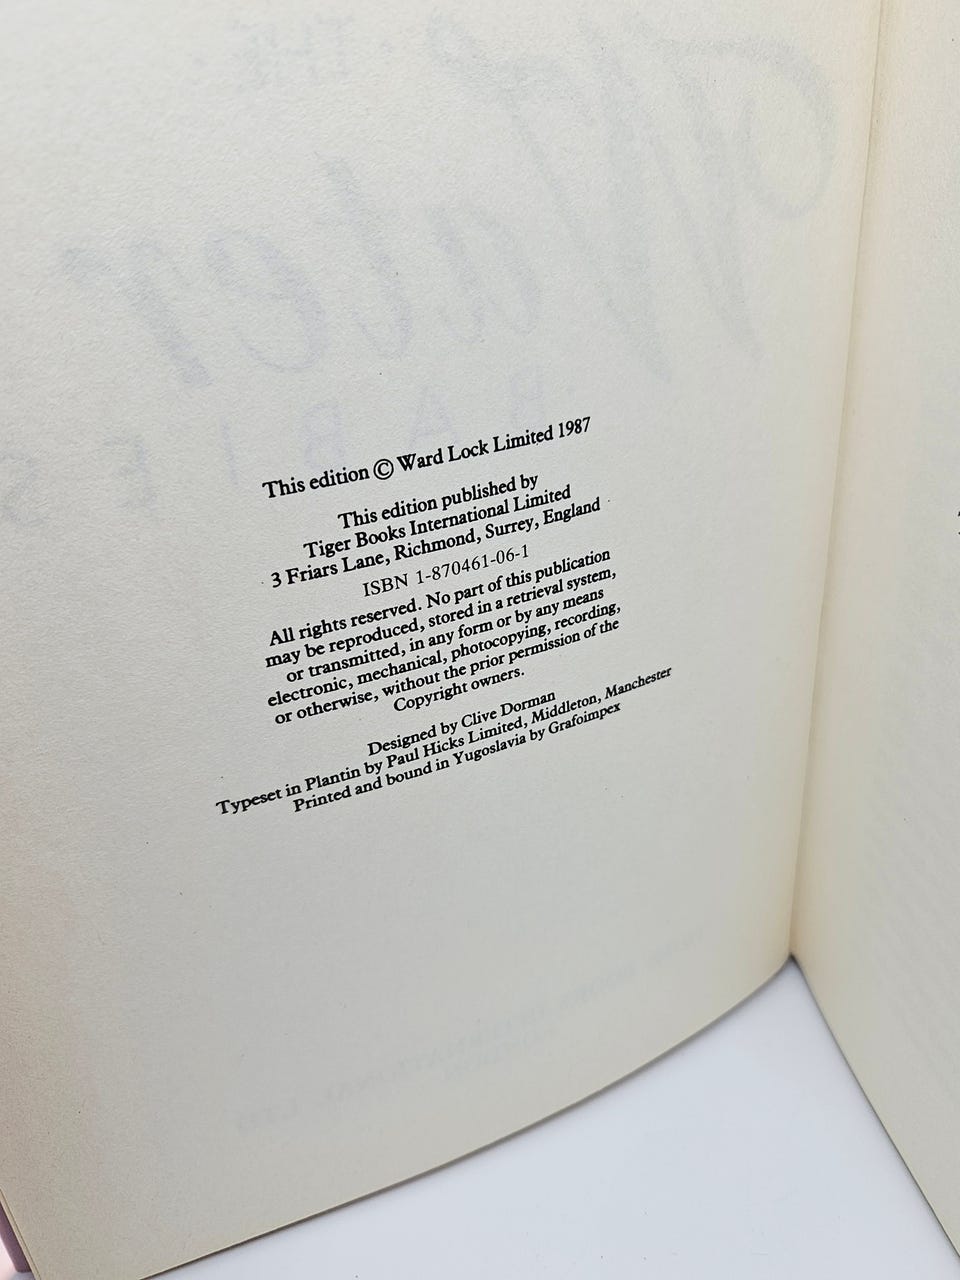 THE
Water
BABIES
This edition © Ward Lock Limited 1987
This edition published by
Tiger Books International Limited
3 Friars Lane, Richmond, Surrey, England
ISBN 1-870461-06-1
All rights reserved. No part of this publication
may be reproduced, stored in a retrieval system,
or transmitted, in any form or by any means
electronic, mechanical, photocopying, recording,
or otherwise, without the prior permission of the
Copyright owners.
Designed by Clive Dorman
Typeset in Plantin by Paul Hicks Limited, Middleton, Manchester
Printed and bound in Yugoslavia by Grafoimpex